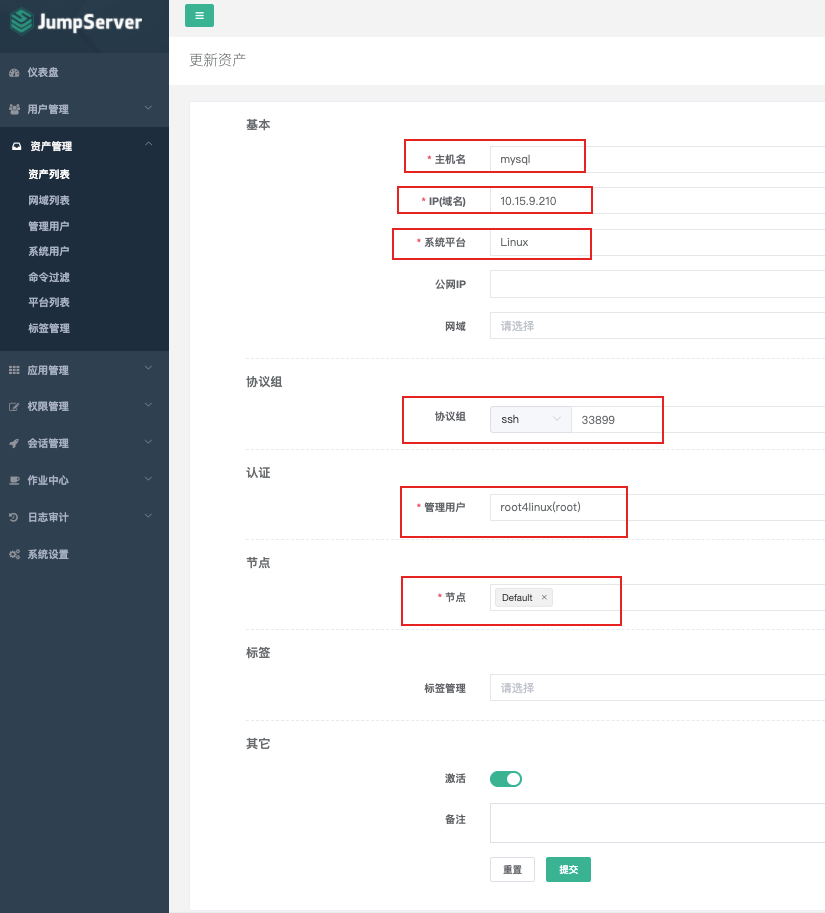 JumpServer
仪表盘
用户管理
资产管理
资产列表
网域列表
管理用户
系统用户
命令过滤
平台列表
标签管理
应用管理
权限管理
会话管理
作业中心
日志审计
系统设置
更新资产
基本
* 主机名 mysql
* IP(域名) 10.15.9.210
* 系统平台 Linux
公网IP
网域 请选择
协议组
协议组 ssh 33899
认证
* 管理用户 root4linux(root)
节点
* 节点 Default ×
标签
标签管理 请选择
其它
激活
备注
重置 提交